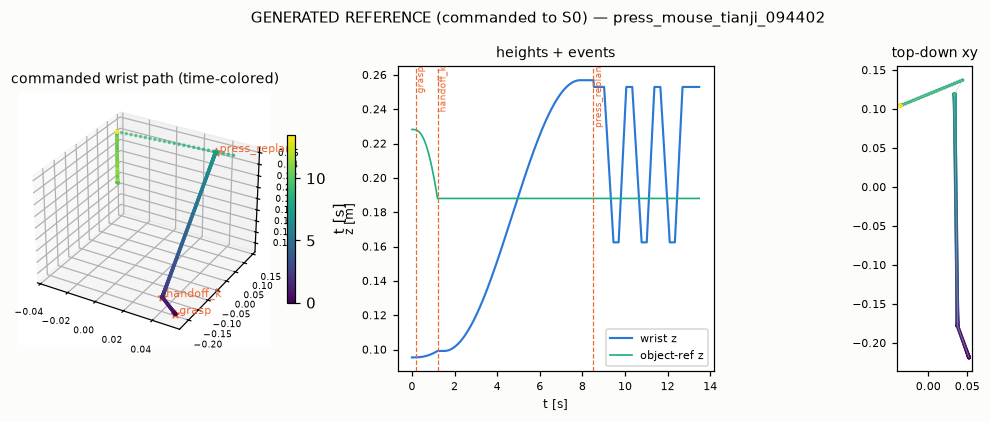 GENERATED REFERENCE (commanded to S0) — press_mouse_tianji_094402
commanded wrist path (time-colored)
press_repla
handoff_k
grasp
−0.04
−0.02
0.00
0.02
0.04
−0.20
−0.15
−0.10
−0.05
0.00
0.05
0.10
0.15
10
5
0
t [s]
z [m]
heights + events
0.26
0.24
0.22
0.20
0.18
0.16
0.14
0.12
0.10
grasp
handoff_k
press_replan
wrist z
object-ref z
0
2
4
6
8
10
12
14
t [s]
top-down xy
0.15
0.10
0.05
0.00
−0.05
−0.10
−0.15
−0.20
0.00
0.05